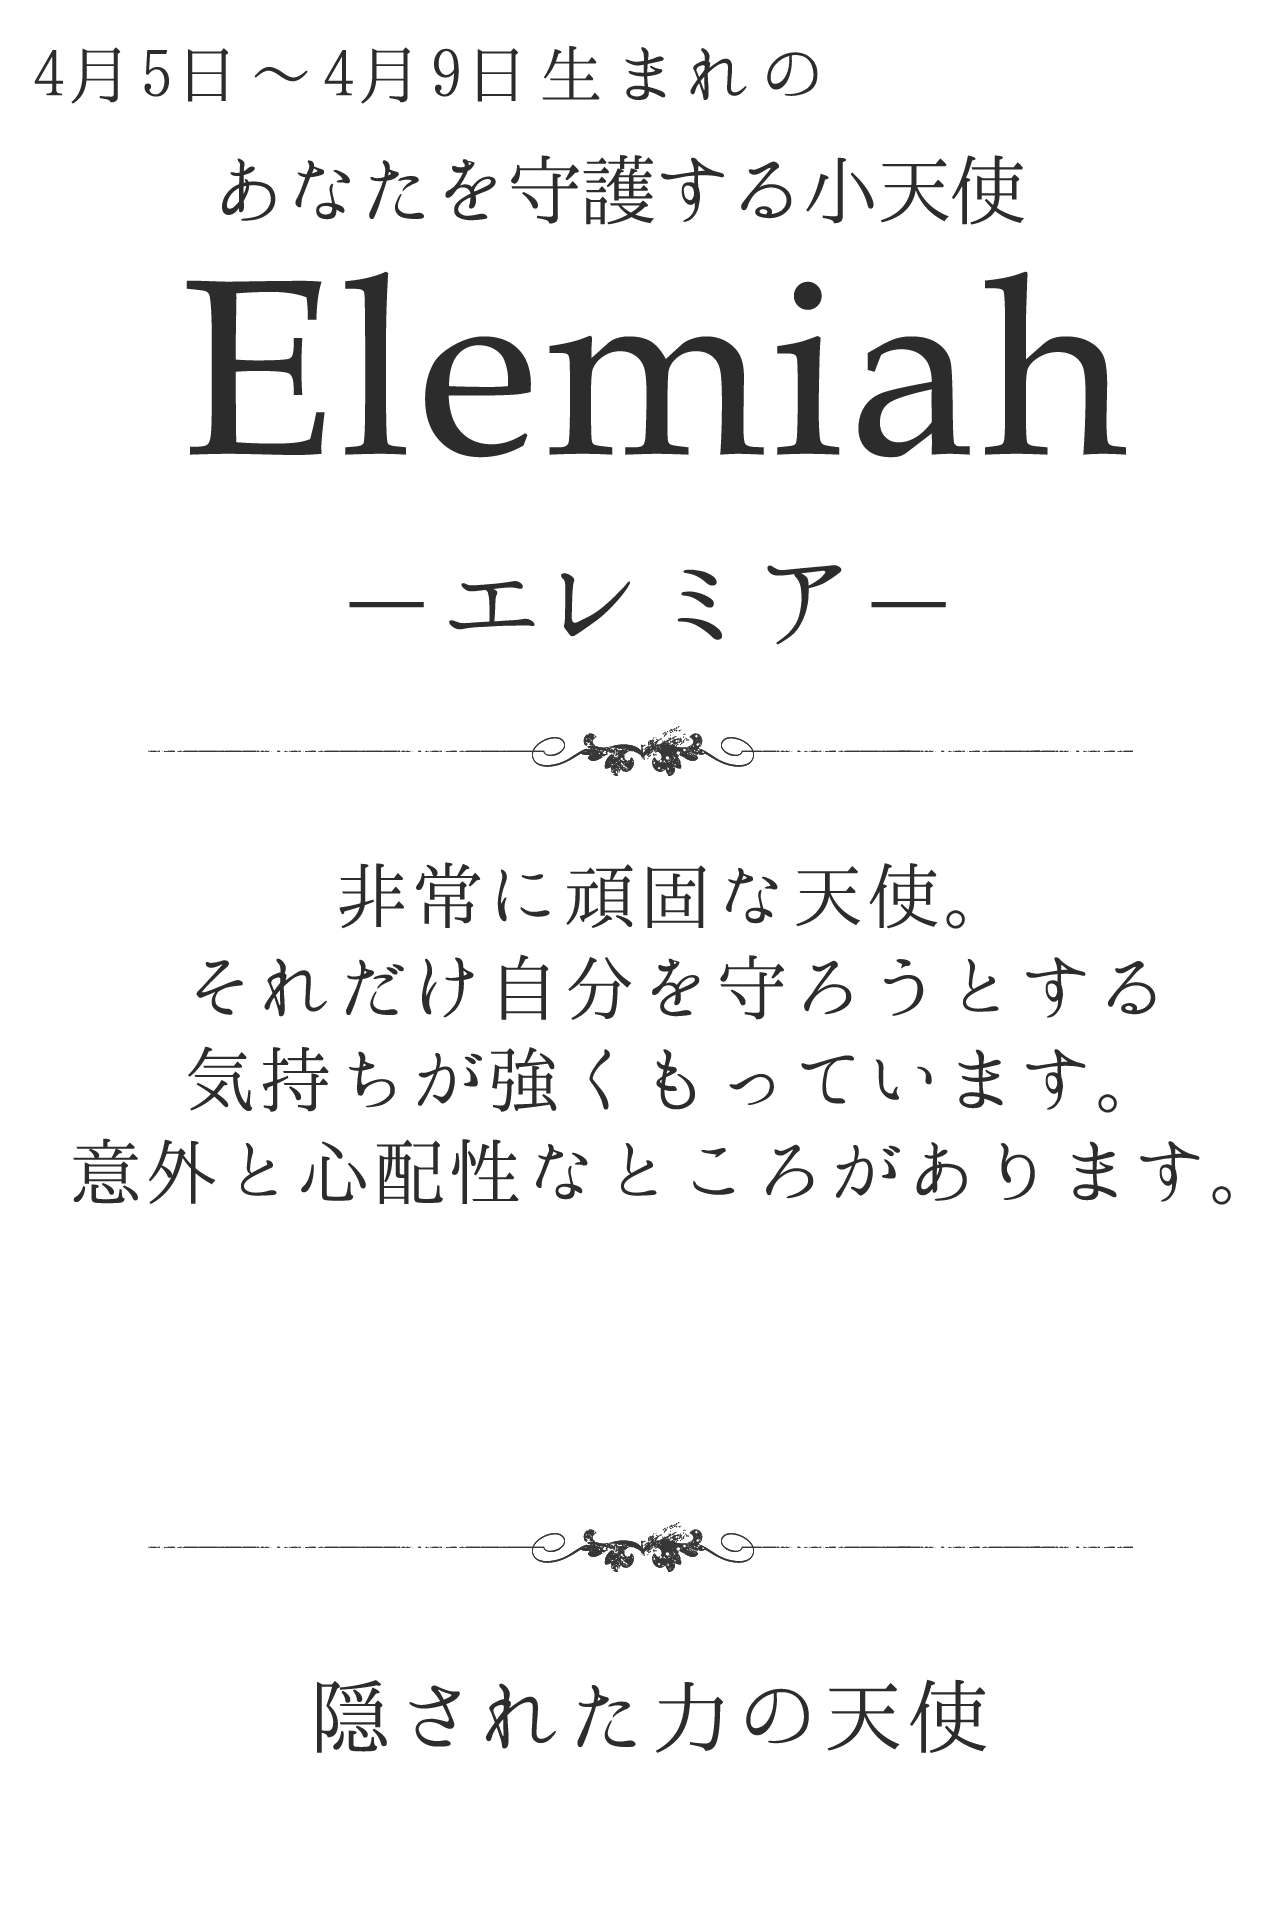 4月5日～4月9日生まれの
あなたを守護する小天使
Elemiah
―エレミア―
非常に頑固な天使。
それだけ自分を守ろうとする
気持ちが強くもっています。
意外と心配性なところがあります。
隠された力の天使